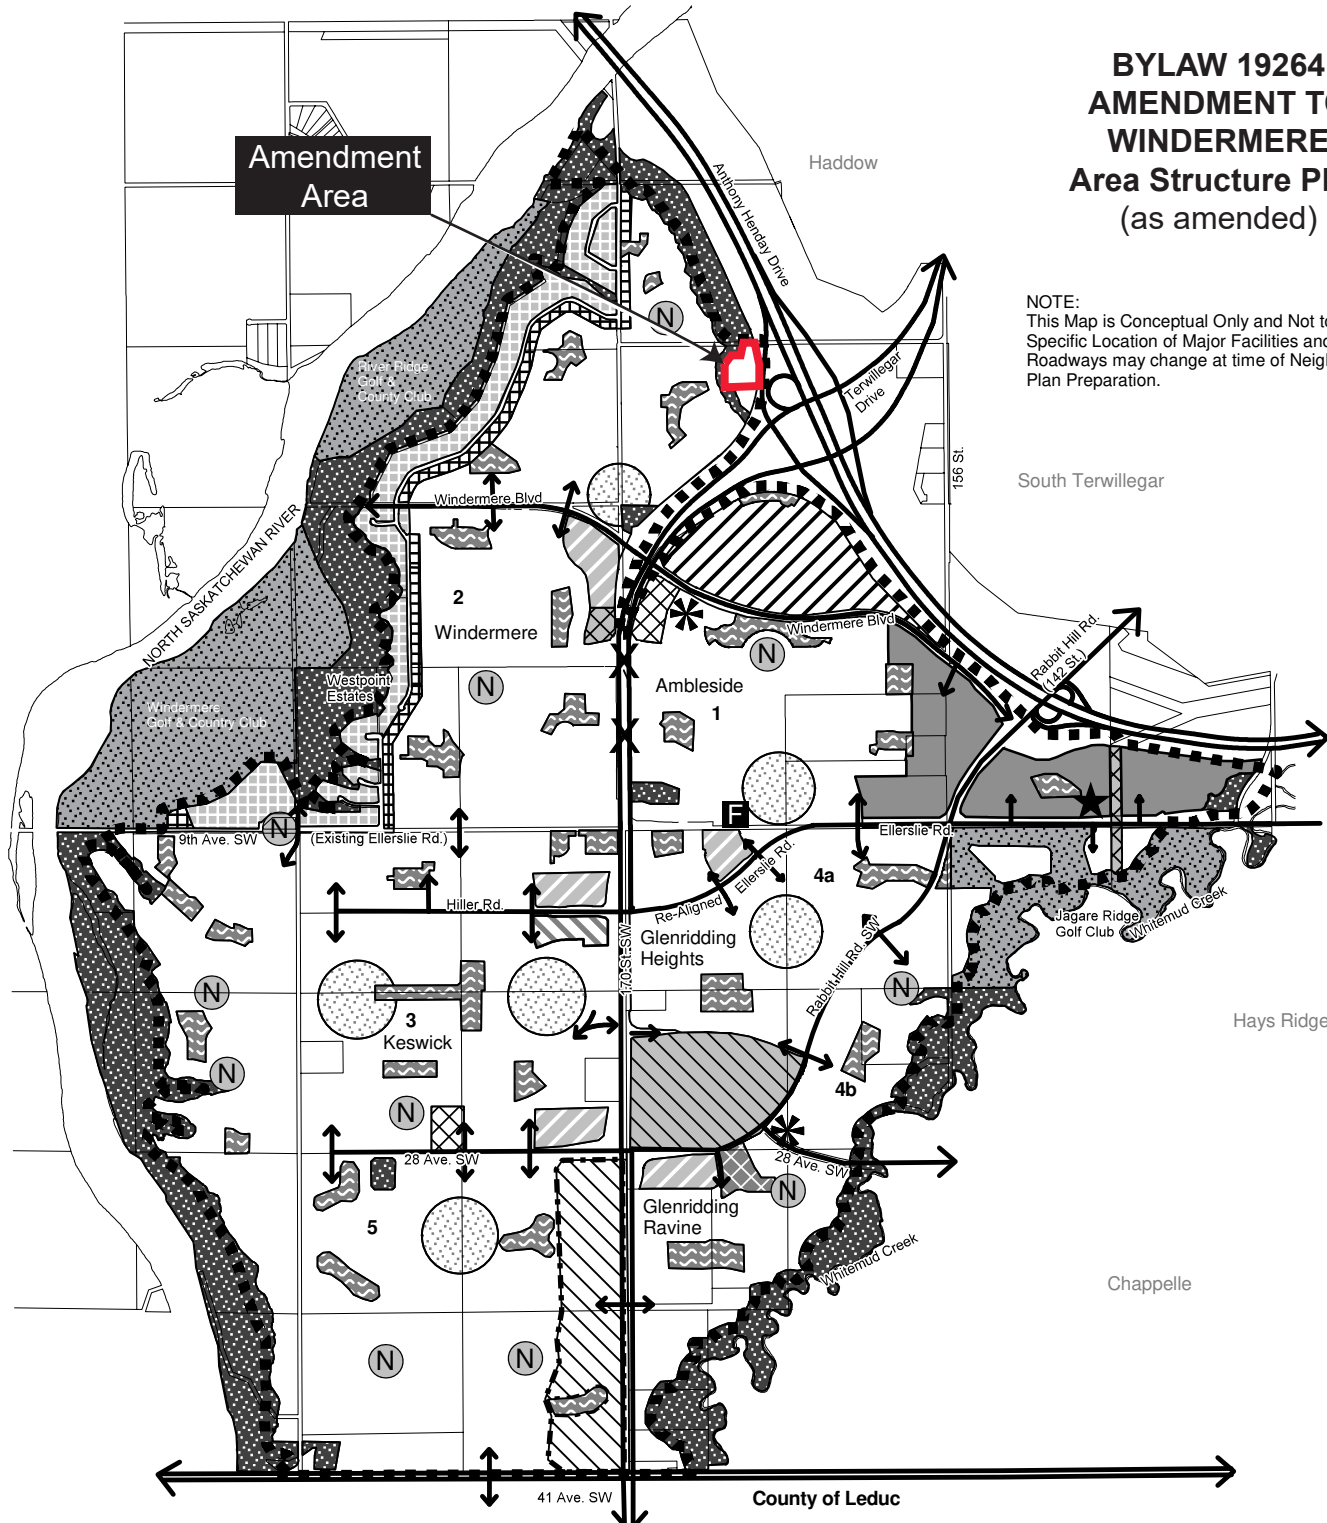 BYLAW 19264
AMENDMENT TO
WINDERMERE
Area Structure Pl
(as amended)
Haddow
Amendment
Area
Anthony Henday Drive
NOTE:
This Map is Conceptual Only and Not to
Specific Location of Major Facilities and
Roadways may change at time of Neigh
Plan Preparation.
N
River Ridge
Golf &
County Club
Terwillegar
Drive
156 St.
South Terwillegar
Windermere Blvd
NORTH SASKATCHEWAN RIVER
2
Windermere
Windermere Blvd
Rabbit Hill Rd.
(142 St.)
N
N
Westpoint
Estates
Ambleside
1
Windermere
Golf & Country Club
F
N
9th Ave. SW
(Existing Ellerslie Rd.)
Ellerslie Rd.
Re-Aligned Ellerslie Rd.
4a
Hiller Rd.
Jagare Ridge
Golf Club
Whitemud Creek
Glenridding
Heights
170 St. SW
Rabbit Hill Rd. SW
N
N
3
Keswick
Hays Ridge
N
4b
N
28 Ave. SW
28 Ave. SW
N
Glenridding
Ravine
5
Whitemud Creek
Chappelle
N
N
41 Ave. SW
County of Leduc